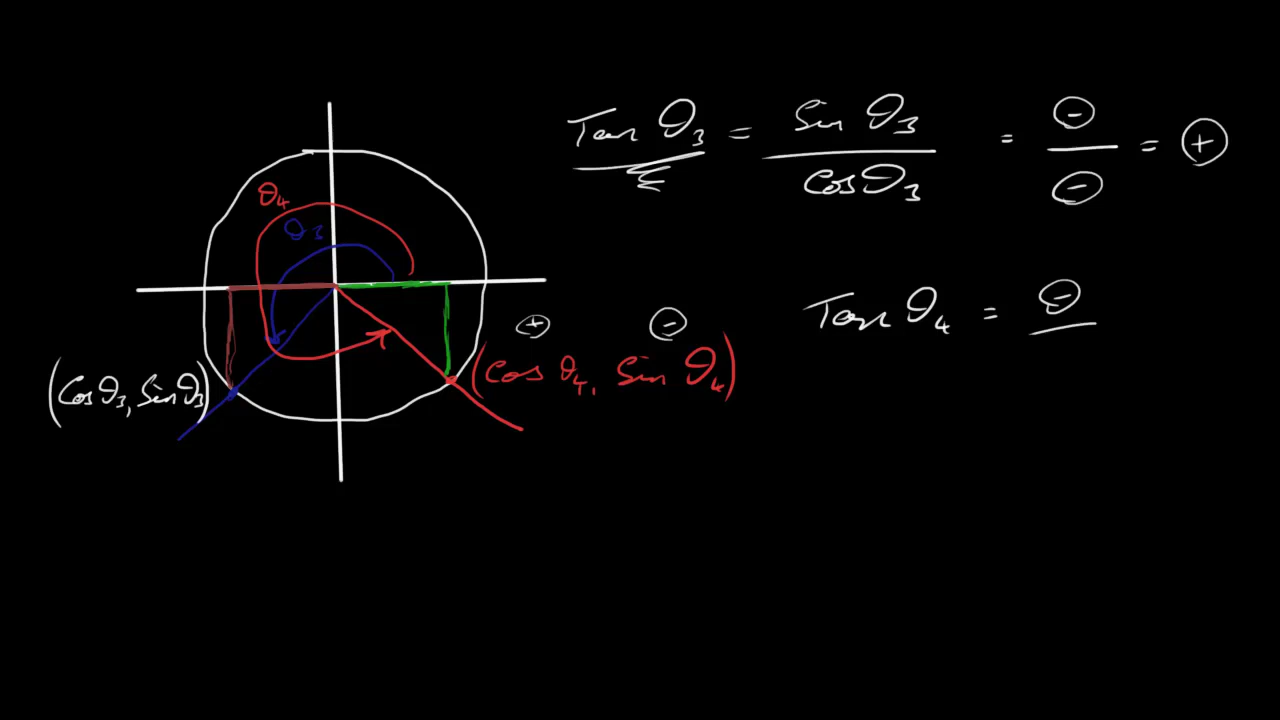 Tan θ₃ = Sin θ₃ / Cos θ₃ = ⊖ / ⊖ = ⊕
θ₄
θ₃
Tan θ₄ = ⊖
⊕ ⊖
(Cos θ₃, Sin θ₃)
(Cos θ₄, Sin θ₄)